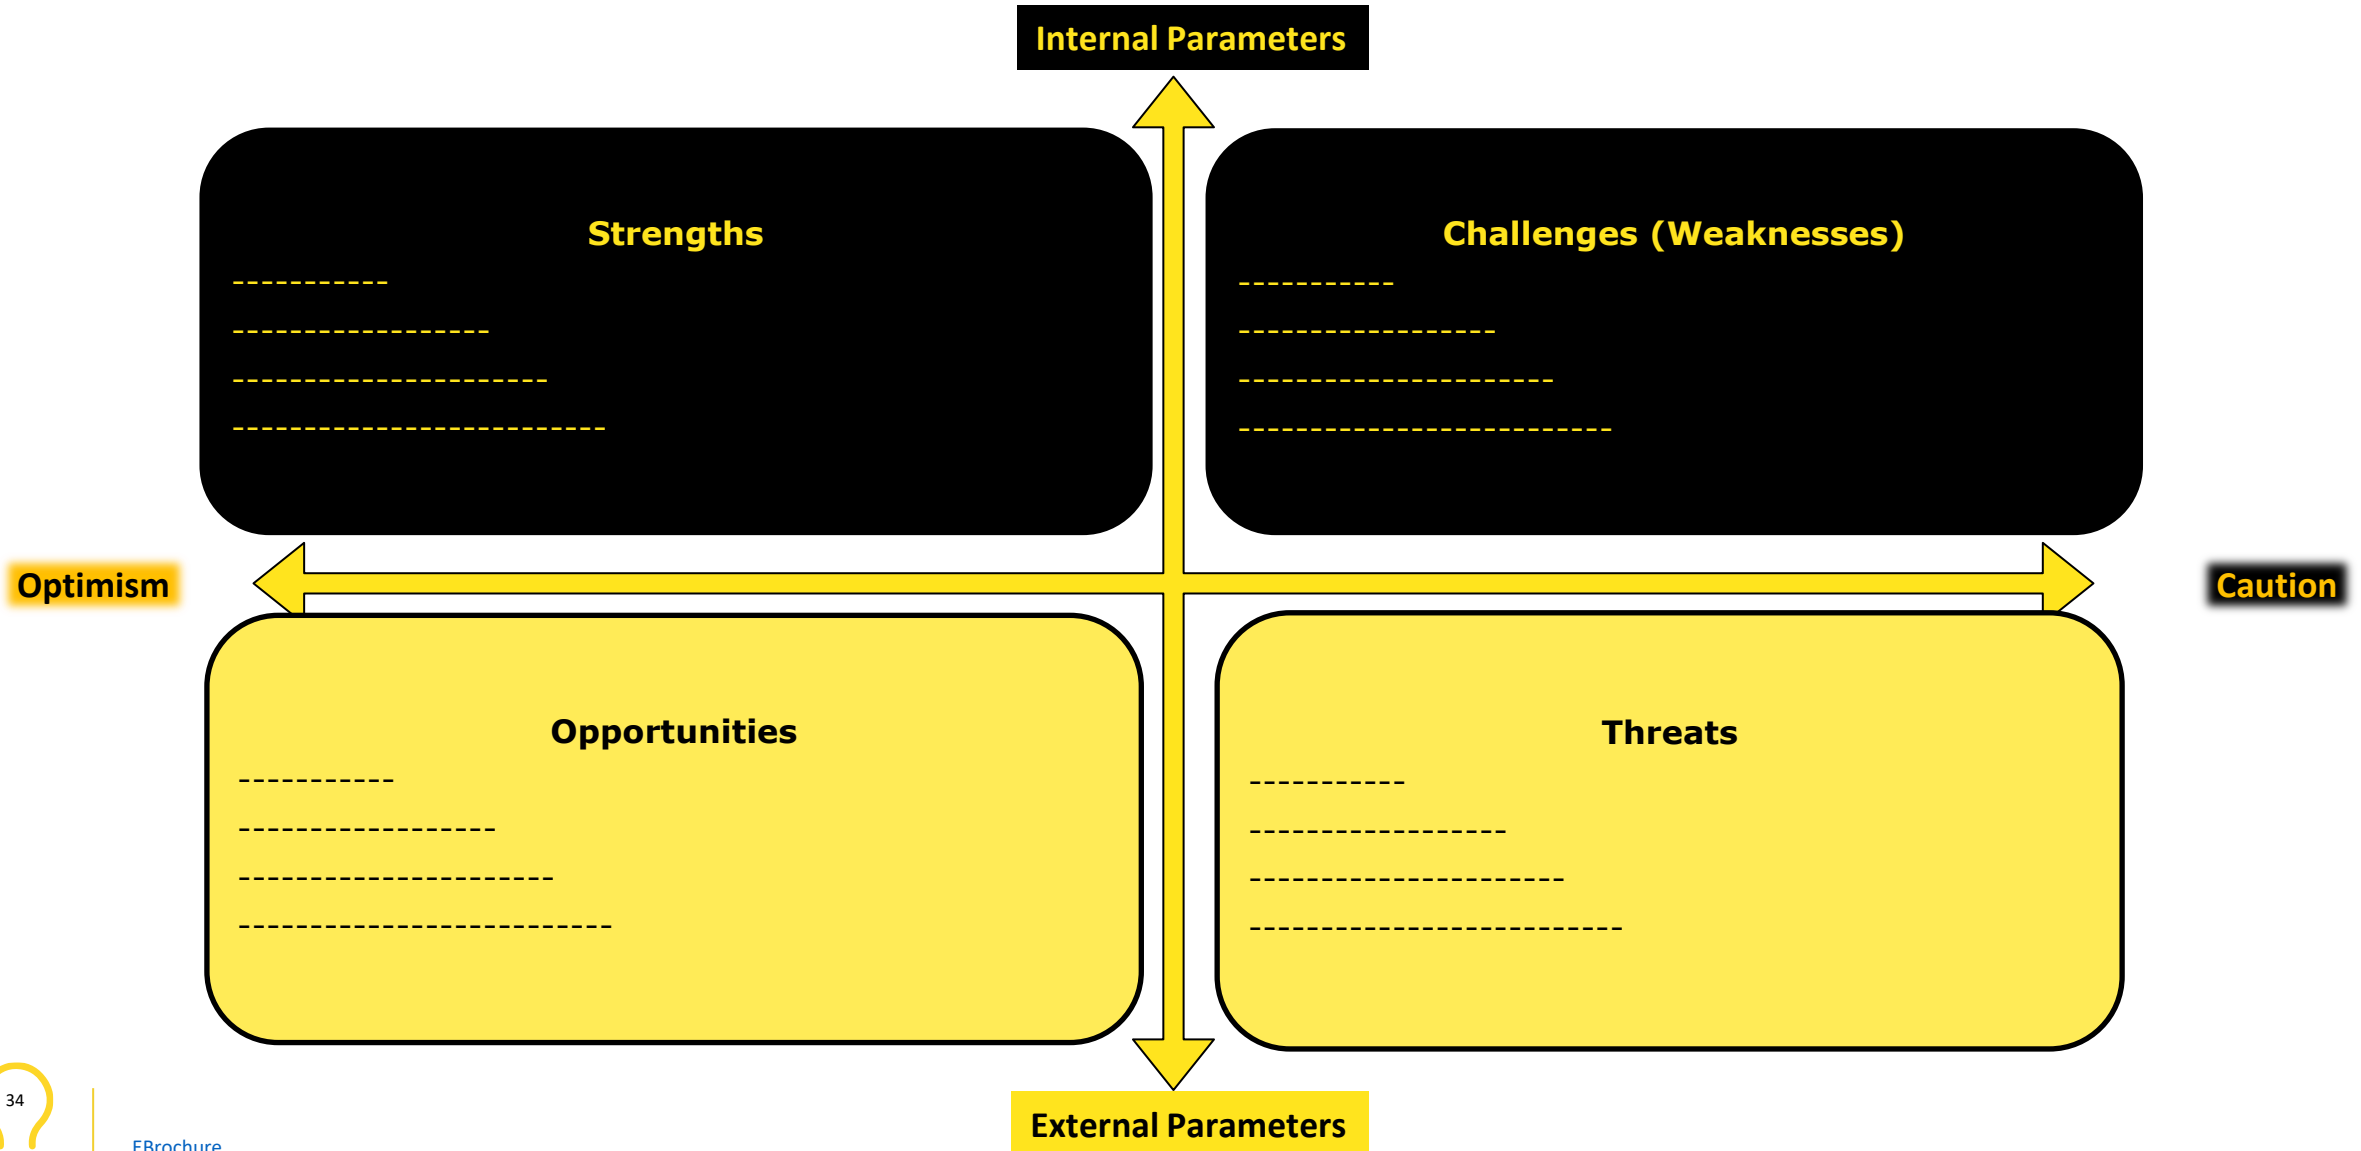 Internal Parameters
Strengths
-----------
------------------
----------------------
--------------------------
Challenges (Weaknesses)
-----------
------------------
----------------------
--------------------------
Optimism
Caution
Opportunities
-----------
------------------
----------------------
--------------------------
Threats
-----------
------------------
----------------------
--------------------------
External Parameters
34
EBrochure